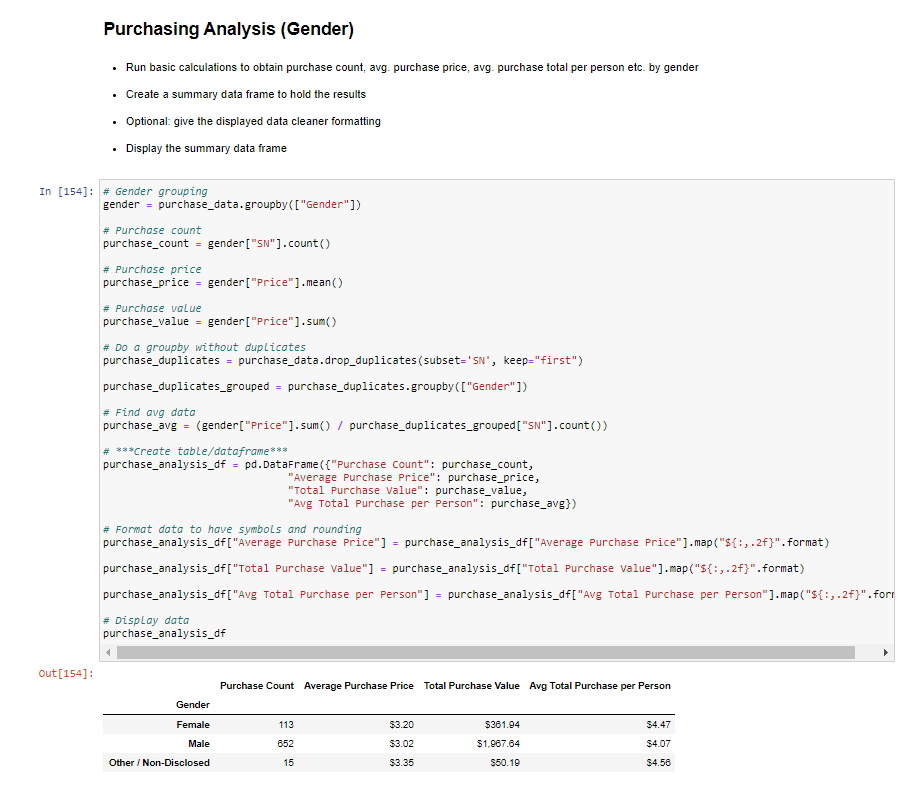 Purchasing Analysis (Gender)
• Run basic calculations to obtain purchase count, avg. purchase price, avg. purchase total per person etc. by gender
• Create a summary data frame to hold the results
• Optional: give the displayed data cleaner formatting
• Display the summary data frame
In [154]:
# Gender grouping
gender = purchase_data.groupby(["Gender"])
# Purchase count
purchase_count = gender["SN"].count()
# Purchase price
purchase_price = gender["Price"].mean()
# Purchase value
purchase_value = gender["Price"].sum()
# Do a groupby without duplicates
purchase_duplicates = purchase_data.drop_duplicates(subset='SN', keep="first")
purchase_duplicates_grouped = purchase_duplicates.groupby(["Gender"])
# Find avg data
purchase_avg = (gender["Price"].sum() / purchase_duplicates_grouped["SN"].count())
# ***Create table/dataframe***
purchase_analysis_df = pd.DataFrame({"Purchase Count": purchase_count,
"Average Purchase Price": purchase_price,
"Total Purchase Value": purchase_value,
"Avg Total Purchase per Person": purchase_avg})
# Format data to have symbols and rounding
purchase_analysis_df["Average Purchase Price"] = purchase_analysis_df["Average Purchase Price"].map("${:,.2f}".format)
purchase_analysis_df["Total Purchase Value"] = purchase_analysis_df["Total Purchase Value"].map("${:,.2f}".format)
purchase_analysis_df["Avg Total Purchase per Person"] = purchase_analysis_df["Avg Total Purchase per Person"].map("${:,.2f}".for
# Display data
purchase_analysis_df
Out[154]:
Purchase Count Average Purchase Price Total Purchase Value Avg Total Purchase per Person
Gender
Female 113 $3.20 $361.94 $4.47
Male 652 $3.02 $1,967.64 $4.07
Other / Non-Disclosed 15 $3.35 $50.19 $4.56